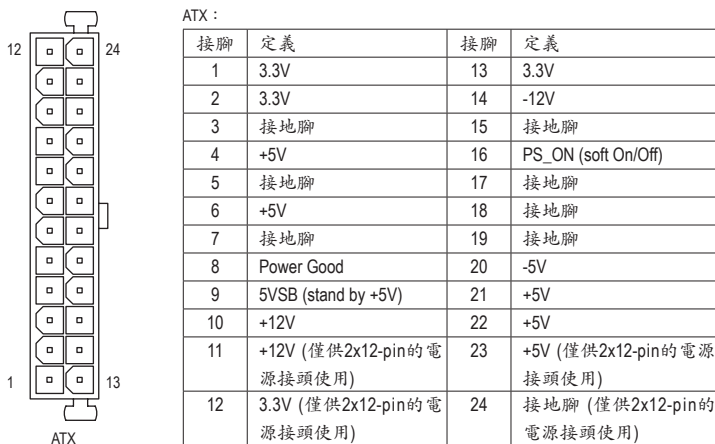 ATX：
12 24
1 13
ATX
接腳 定義 接腳 定義
1 3.3V 13 3.3V
2 3.3V 14 -12V
3 接地腳 15 接地腳
4 +5V 16 PS_ON (soft On/Off)
5 接地腳 17 接地腳
6 +5V 18 接地腳
7 接地腳 19 接地腳
8 Power Good 20 -5V
9 5VSB (stand by +5V) 21 +5V
10 +12V 22 +5V
11 +12V (僅供2x12-pin的電 23 +5V (僅供2x12-pin的電源
源接頭使用) 接頭使用)
12 3.3V (僅供2x12-pin的電 24 接地腳 (僅供2x12-pin的
源接頭使用) 電源接頭使用)